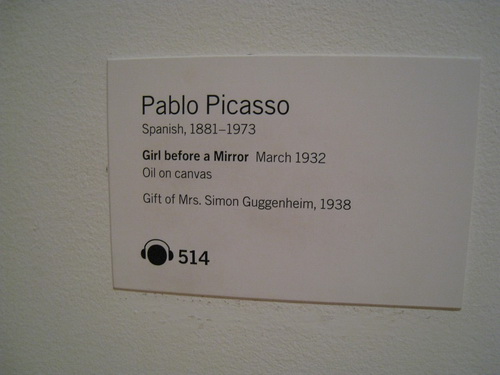 Pablo Picasso
Spanish, 1881–1973
Girl before a Mirror March 1932
Oil on canvas
Gift of Mrs. Simon Guggenheim, 1938
514